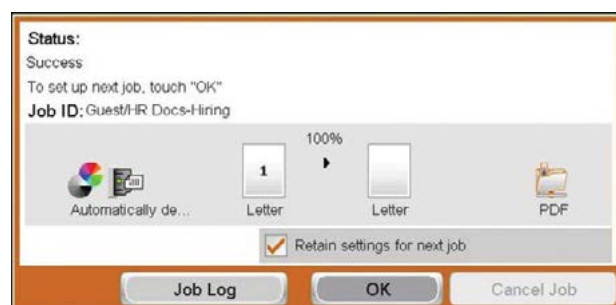 Status:
Success
To set up next job, touch "OK"
Job ID: Guest/HR Docs-Hiring
100%
1
Automatically de... Letter Letter PDF
Retain settings for next job
Job Log OK Cancel Job